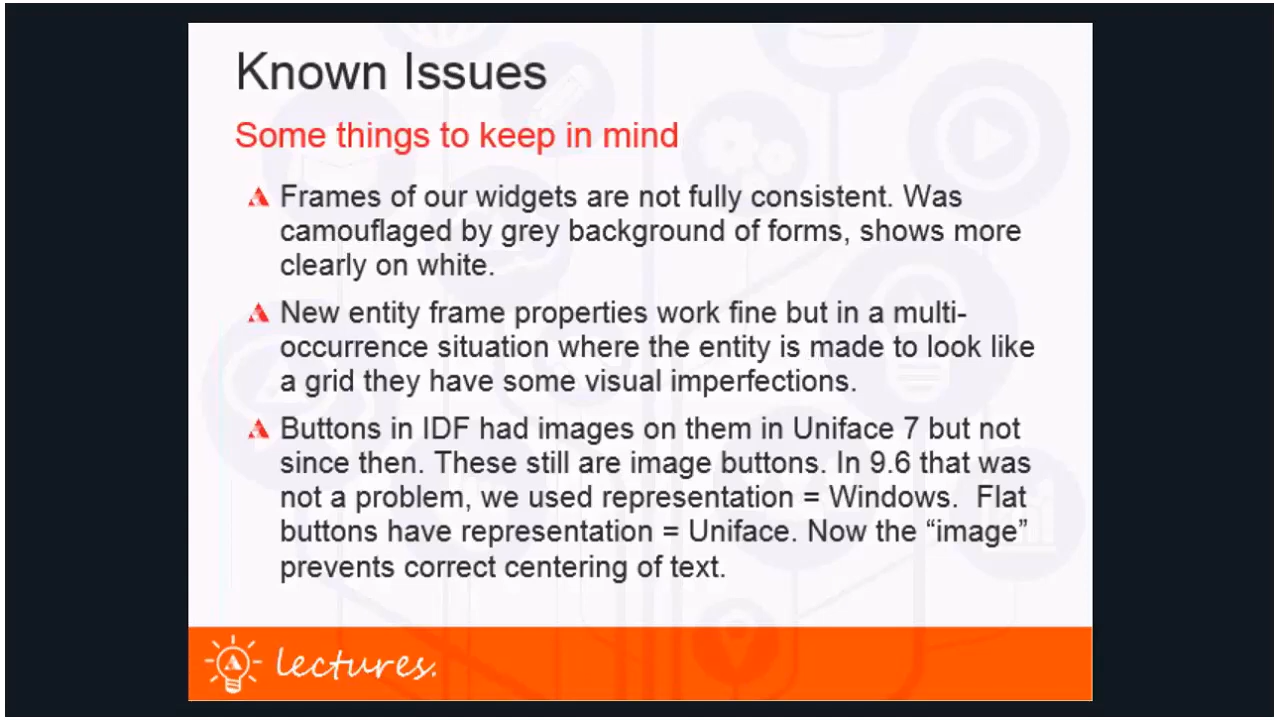 Known Issues
Some things to keep in mind
Frames of our widgets are not fully consistent. Was
camouflaged by grey background of forms, shows more
clearly on white.
New entity frame properties work fine but in a multi-
occurrence situation where the entity is made to look like
a grid they have some visual imperfections.
Buttons in IDF had images on them in Uniface 7 but not
since then. These still are image buttons. In 9.6 that was
not a problem, we used representation = Windows.  Flat
buttons have representation = Uniface. Now the “image”
prevents correct centering of text.
lectures.